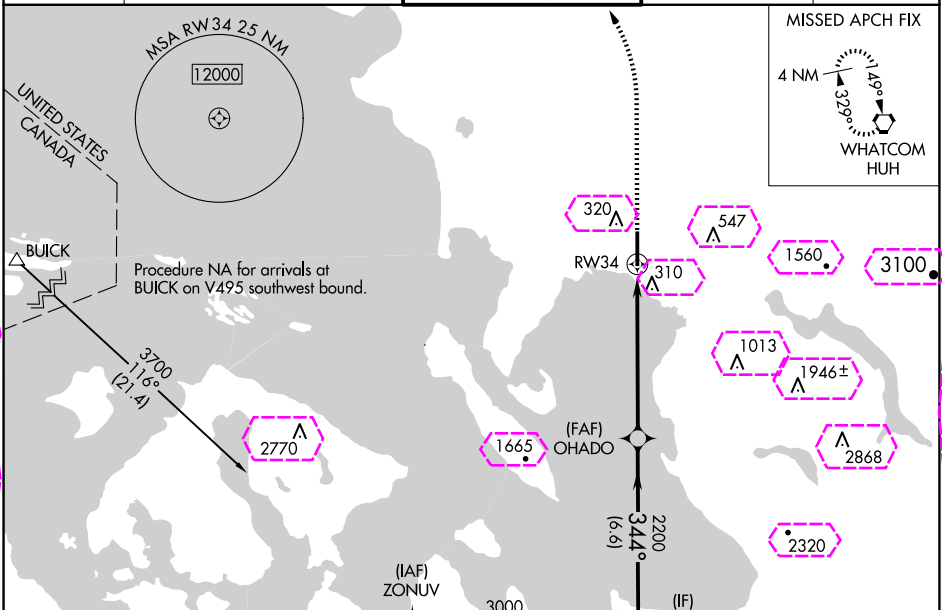 MSA RW34 25 NM
12000
MISSED APCH FIX
4 NM
149°
329°
WHATCOM
HUH
UNITED STATES
CANADA
BUICK
Procedure NA for arrivals at
BUICK on V495 southwest bound.
320
547
1560
3100
RW34
310
3700
116°
(21.4)
1013
1946±
2770
1665
(FAF)
OHADO
2868
2200
344°
(6.6)
2320
(IAF)
ZONUV
3000
(IF)